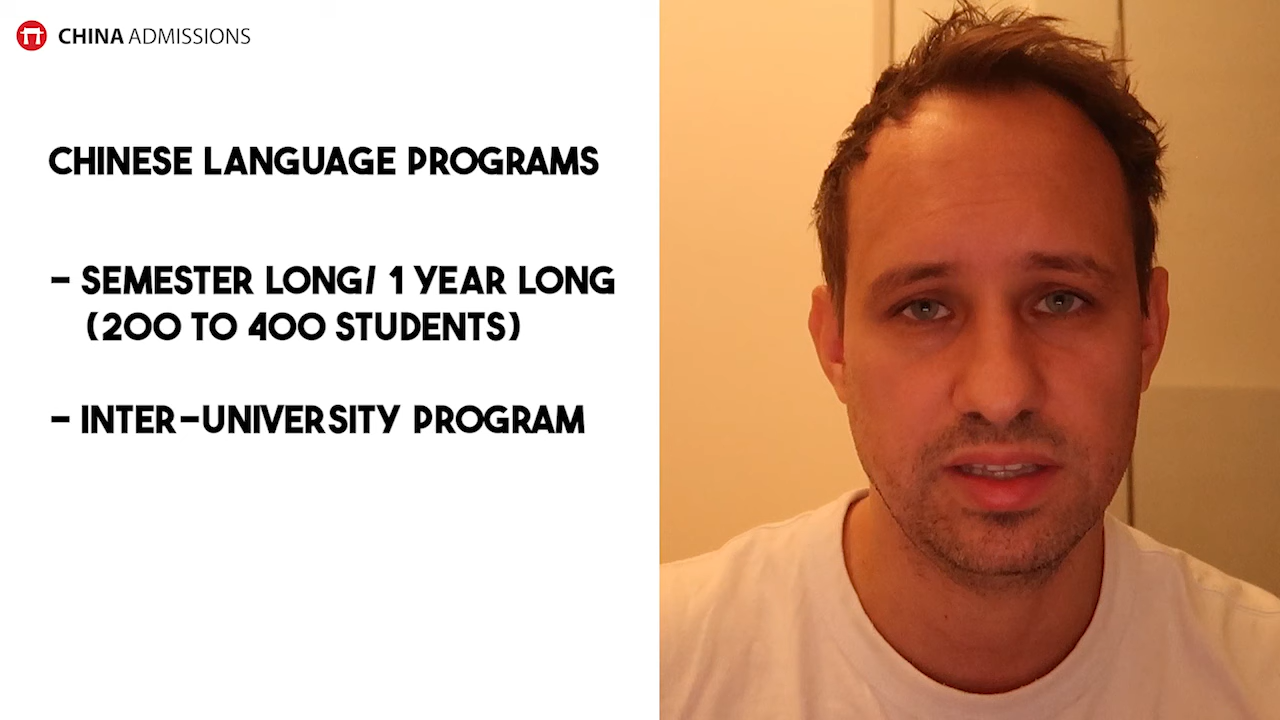 CHINA ADMISSIONS
CHINESE LANGUAGE PROGRAMS
- SEMESTER LONG/ 1 YEAR LONG
(200 TO 400 STUDENTS)
- INTER-UNIVERSITY PROGRAM